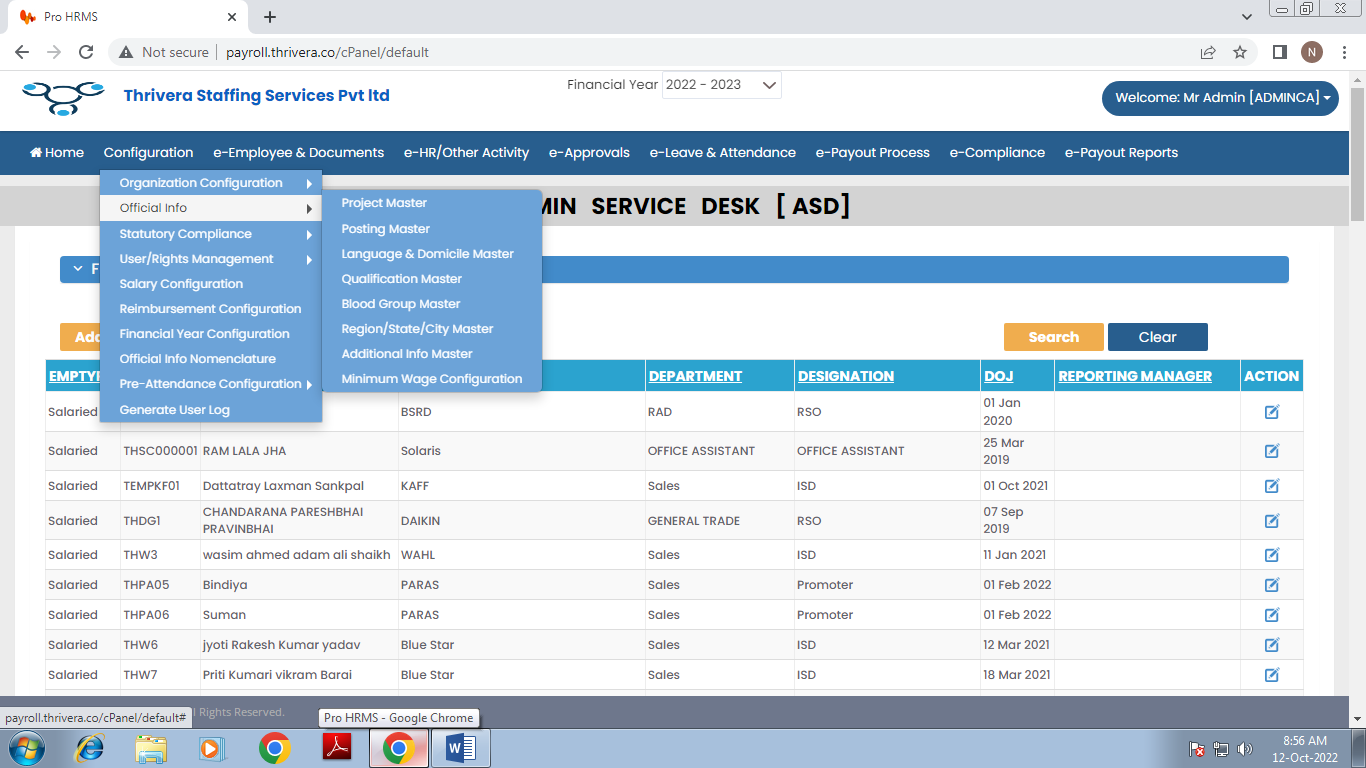 Pro HRMS
Not secure
payroll.thrivera.co/cPanel/default
N
Thrivera Staffing Services Pvt ltd
Financial Year 2022 - 2023
Welcome: Mr Admin [ADMINCA]
Home Configuration e-Employee & Documents e-HR/Other Activity e-Approvals e-Leave & Attendance e-Payout Process e-Compliance e-Payout Reports
SERVICE DESK [ ASD]
Organization Configuration
Official Info
Statutory Compliance
User/Rights Management
Salary Configuration
Reimbursement Configuration
Financial Year Configuration
Official Info Nomenclature
Pre-Attendance Configuration
Generate User Log
Project Master
Posting Master
Language & Domicile Master
Qualification Master
Blood Group Master
Region/State/City Master
Additional Info Master
Minimum Wage Configuration
Search Clear
DEPARTMENT DESIGNATION DOJ REPORTING MANAGER ACTION
Salaried BSRD RAD RSO 01 Jan
2020
Salaried THSC000001 RAM LALA JHA Solaris OFFICE ASSISTANT OFFICE ASSISTANT 25 Mar
2019
Salaried TEMPKF01 Dattatray Laxman Sankpal KAFF Sales ISD 01 Oct 2021
Salaried THDG1 CHANDARANA PARESHBHAI DAIKIN GENERAL TRADE RSO 07 Sep
PRAVINBHAI 2019
Salaried THW3 wasim ahmed adam ali shaikh WAHL Sales ISD 11 Jan 2021
Salaried THPA05 Bindiya PARAS Sales Promoter 01 Feb 2022
Salaried THPA06 Suman PARAS Sales Promoter 01 Feb 2022
Salaried THW6 jyoti Rakesh Kumar yadav Blue Star Sales ISD 12 Mar 2021
Salaried THW7 Priti Kumari vikram Barai Blue Star Sales ISD 18 Mar 2021
payroll.thrivera.co/cPanel/default# Rights Reserved.
Pro HRMS - Google Chrome
8:56 AM
12-Oct-2022